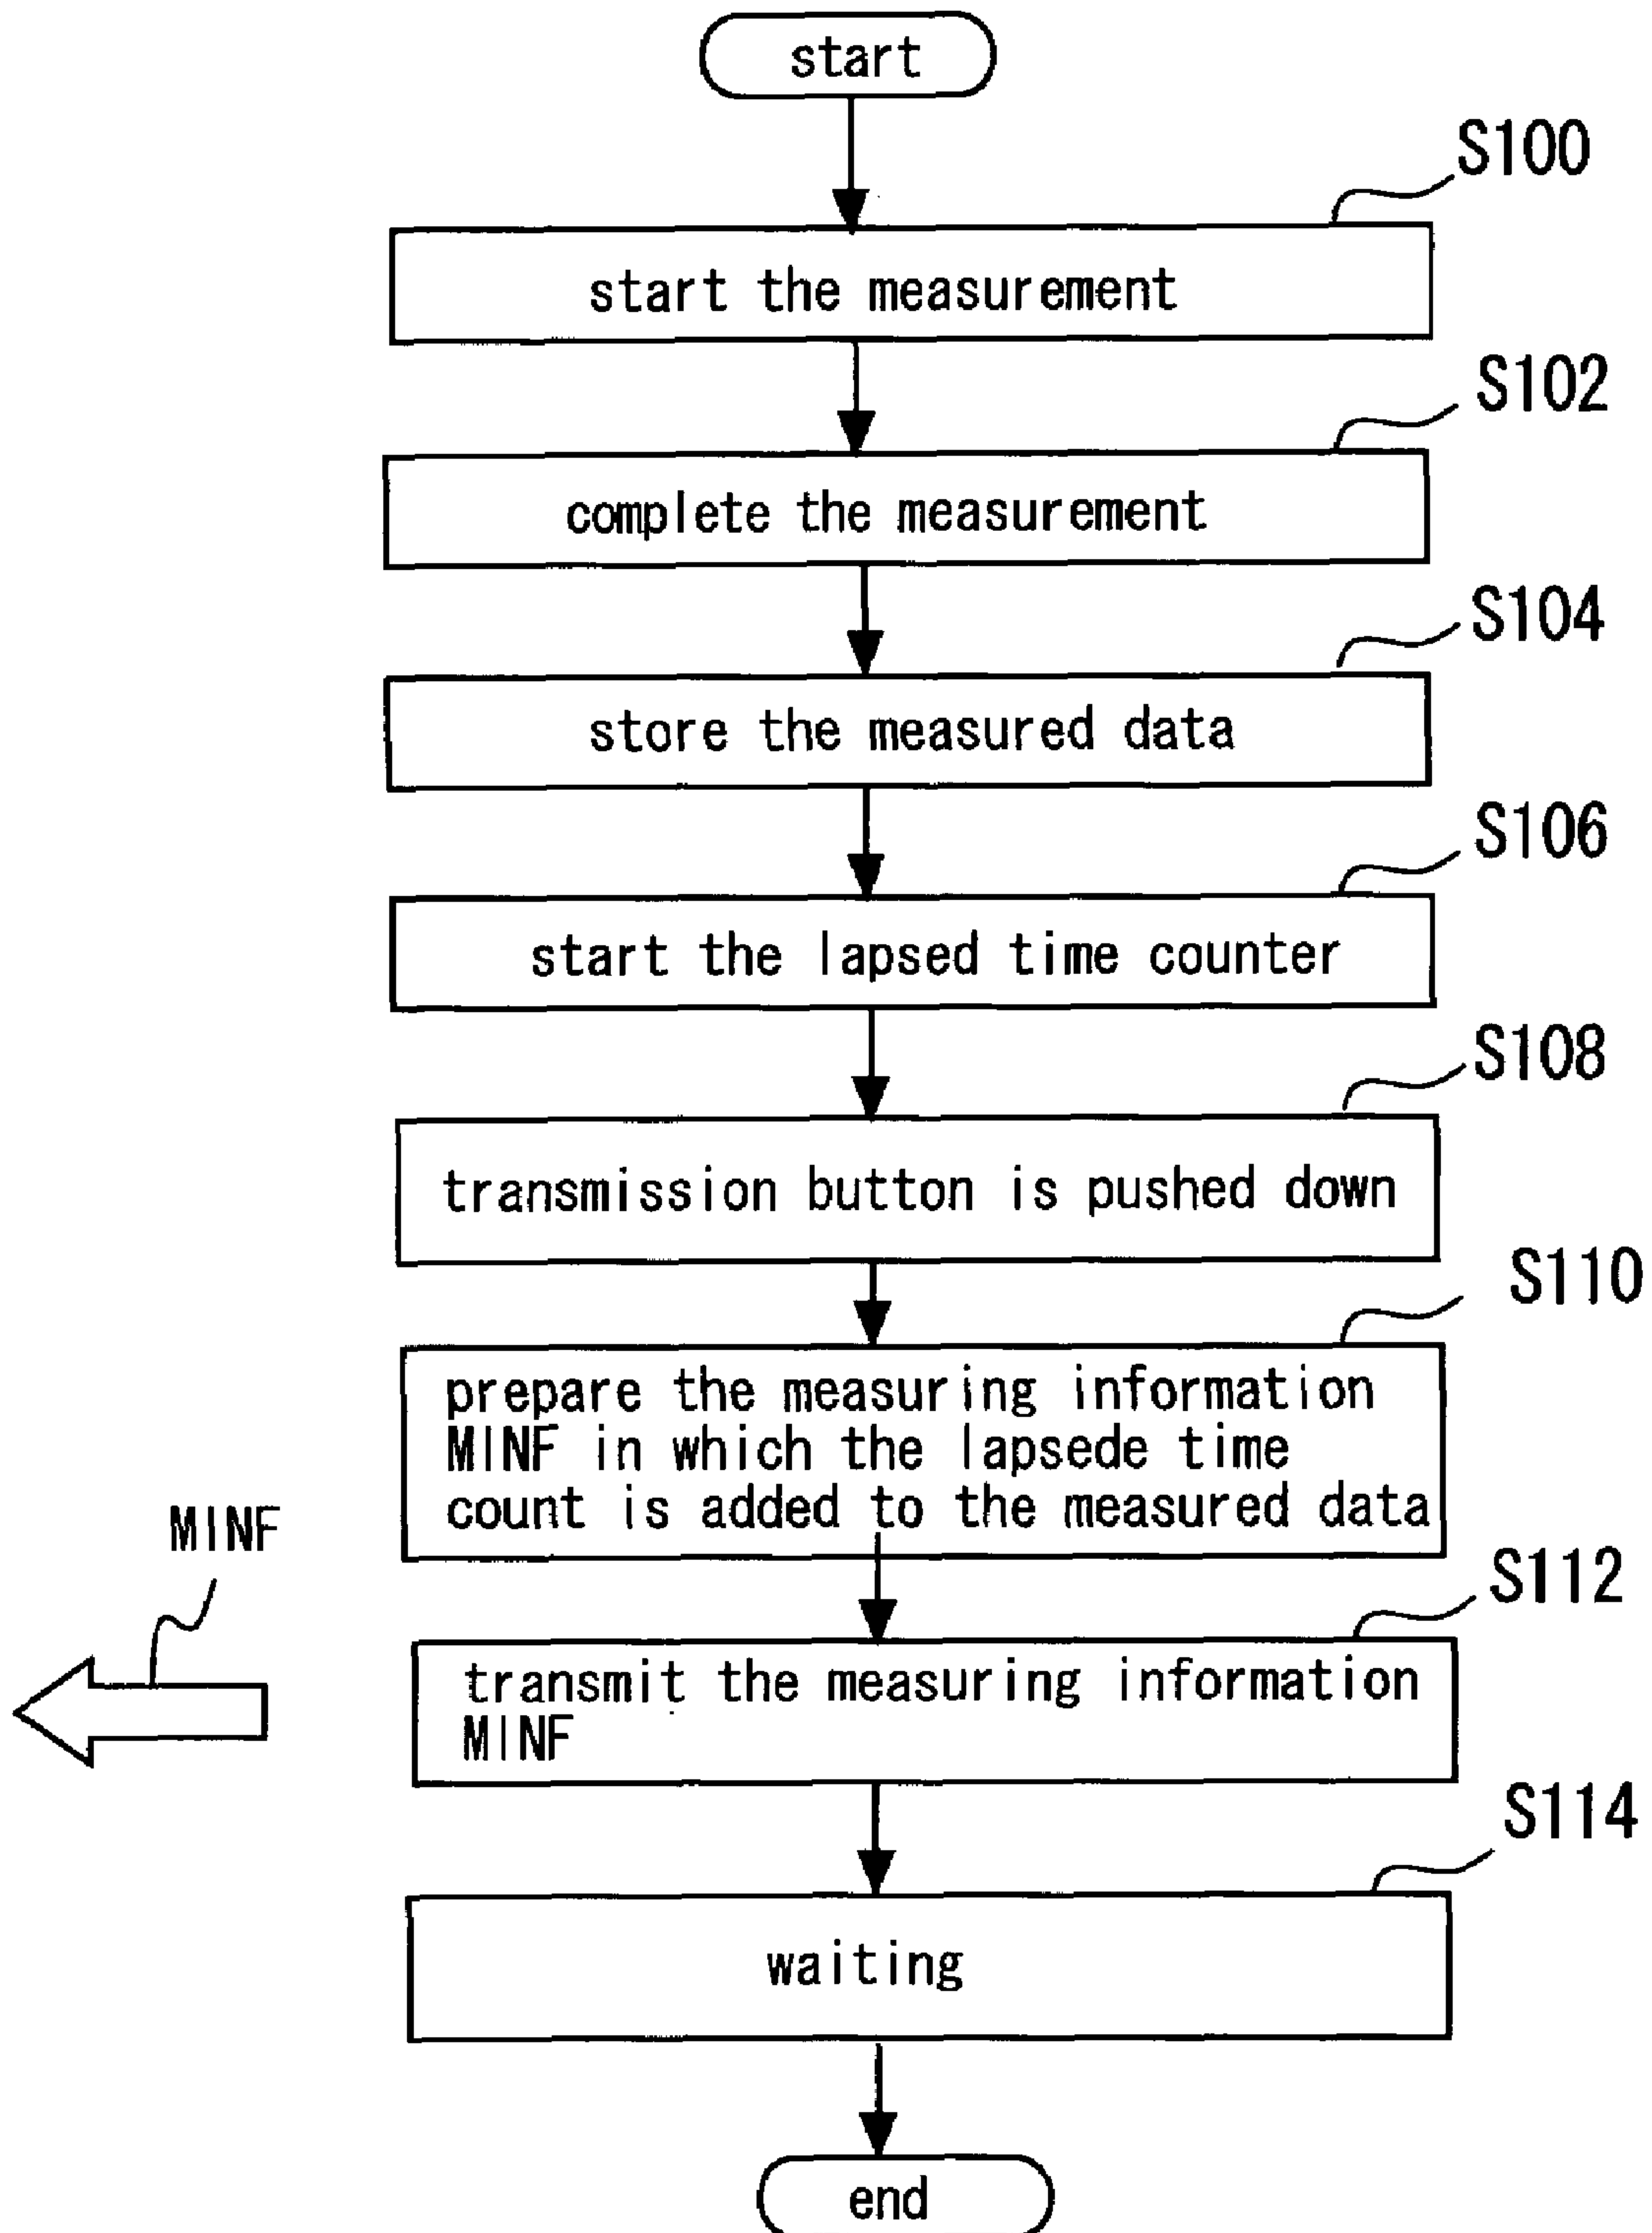 start
S100
start the measurement
S102
complete the measurement
S104
store the measured data
S106
start the lapsed time counter
S108
transmission button is pushed down
S110
prepare the measuring information
MINF in which the lapsede time
count is added to the measured data
MINF
S112
transmit the measuring information
MINF
S114
waiting
end